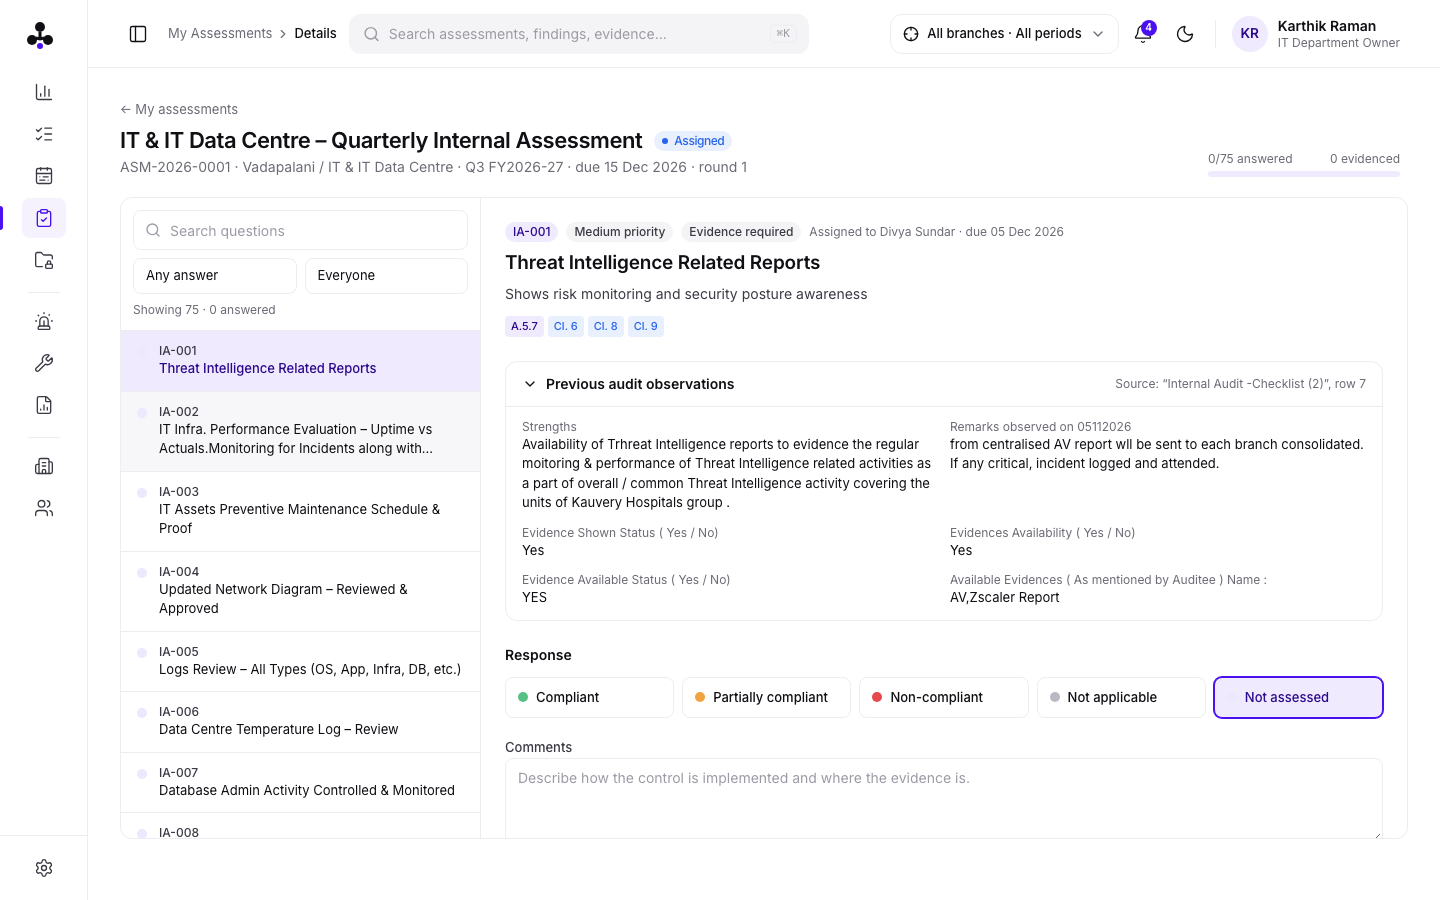 My Assessments > Details
Search assessments, findings, evidence...
⌘K
All branches · All periods
4
KR
Karthik Raman
IT Department Owner
← My assessments
IT & IT Data Centre – Quarterly Internal Assessment
Assigned
ASM-2026-0001 · Vadapalani / IT & IT Data Centre · Q3 FY2026-27 · due 15 Dec 2026 · round 1
0/75 answered
0 evidenced
Search questions
Any answer
Everyone
Showing 75 · 0 answered
IA-001
Threat Intelligence Related Reports
IA-002
IT Infra. Performance Evaluation – Uptime vs
Actuals.Monitoring for Incidents along with...
IA-003
IT Assets Preventive Maintenance Schedule &
Proof
IA-004
Updated Network Diagram – Reviewed &
Approved
IA-005
Logs Review – All Types (OS, App, Infra, DB, etc.)
IA-006
Data Centre Temperature Log – Review
IA-007
Database Admin Activity Controlled & Monitored
IA-008
IA-001
Medium priority
Evidence required
Assigned to Divya Sundar · due 05 Dec 2026
Threat Intelligence Related Reports
Shows risk monitoring and security posture awareness
A.5.7
Cl. 6
Cl. 8
Cl. 9
Previous audit observations
Source: “Internal Audit -Checklist (2)”, row 7
Strengths
Availability of Trhreat Intelligence reports to evidence the regular
moitoring & performance of Threat Intelligence related activities as
a part of overall / common Threat Intelligence activity covering the
units of Kauvery Hospitals group .
Remarks observed on 05112026
from centralised AV report wll be sent to each branch consolidated.
If any critical, incident logged and attended.
Evidence Shown Status ( Yes / No)
Yes
Evidences Availability ( Yes / No)
Yes
Evidence Available Status ( Yes / No)
YES
Available Evidences ( As mentioned by Auditee ) Name :
AV,Zscaler Report
Response
Compliant
Partially compliant
Non-compliant
Not applicable
Not assessed
Comments
Describe how the control is implemented and where the evidence is.